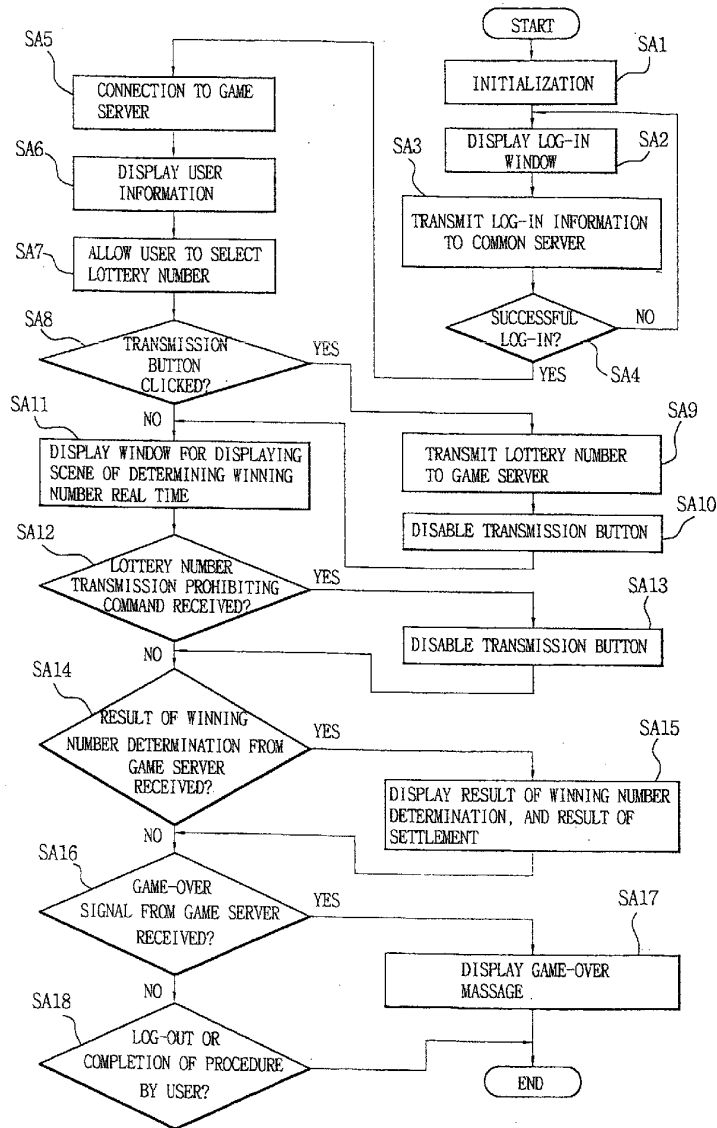 START
SA1
INITIALIZATION
SA2
DISPLAY LOG-IN
WINDOW
SA3
TRANSMIT LOG-IN INFORMATION
TO COMMON SERVER
SUCCESSFUL
LOG-IN?
NO
SA4
YES
SA5
CONNECTION TO GAME
SERVER
SA6
DISPLAY USER
INFORMATION
SA7
ALLOW USER TO SELECT
LOTTERY NUMBER
SA8
TRANSMISSION
BUTTON
CLICKED?
YES
NO
SA9
TRANSMIT LOTTERY NUMBER
TO GAME SERVER
SA10
DISABLE TRANSMISSION BUTTON
SA11
DISPLAY WINDOW FOR DISPLAYING
SCENE OF DETERMINING WINNING
NUMBER REAL TIME
SA12
LOTTERY NUMBER
TRANSMISSION PROHIBITING
COMMAND RECEIVED?
YES
NO
SA13
DISABLE TRANSMISSION BUTTON
SA14
RESULT OF WINNING
NUMBER DETERMINATION FROM
GAME SERVER
RECEIVED?
YES
NO
SA15
DISPLAY RESULT OF WINNING NUMBER
DETERMINATION, AND RESULT OF
SETTLEMENT
SA16
GAME-OVER
SIGNAL FROM GAME SERVER
RECEIVED?
YES
NO
SA17
DISPLAY GAME-OVER
MASSAGE
SA18
LOG-OUT OR
COMPLETION OF PROCEDURE
BY USER?
END